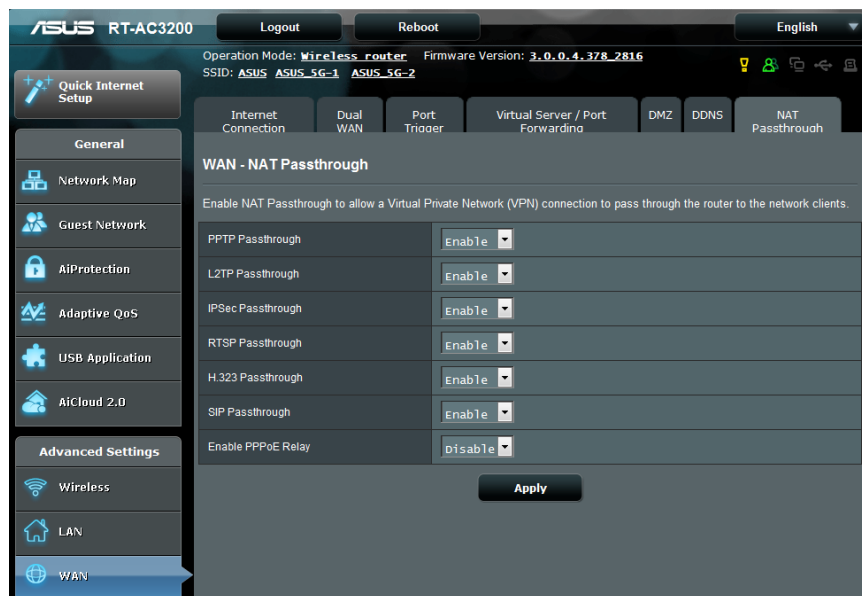 ASUS RT-AC3200
Logout
Reboot
English
Operation Mode: Wireless router Firmware Version: 3.0.0.4.378_2816
SSID: ASUS ASUS_5G-1 ASUS_5G-2
Quick Internet
Setup
General
Network Map
Guest Network
AiProtection
Adaptive QoS
USB Application
AiCloud 2.0
Advanced Settings
Wireless
LAN
WAN
Internet
Connection
Dual
WAN
Port
Trigger
Virtual Server / Port
Forwarding
DMZ
DDNS
NAT
Passthrough
WAN - NAT Passthrough
Enable NAT Passthrough to allow a Virtual Private Network (VPN) connection to pass through the router to the network clients.
PPTP Passthrough Enable
L2TP Passthrough Enable
IPSec Passthrough Enable
RTSP Passthrough Enable
H.323 Passthrough Enable
SIP Passthrough Enable
Enable PPPoE Relay Disable
Apply